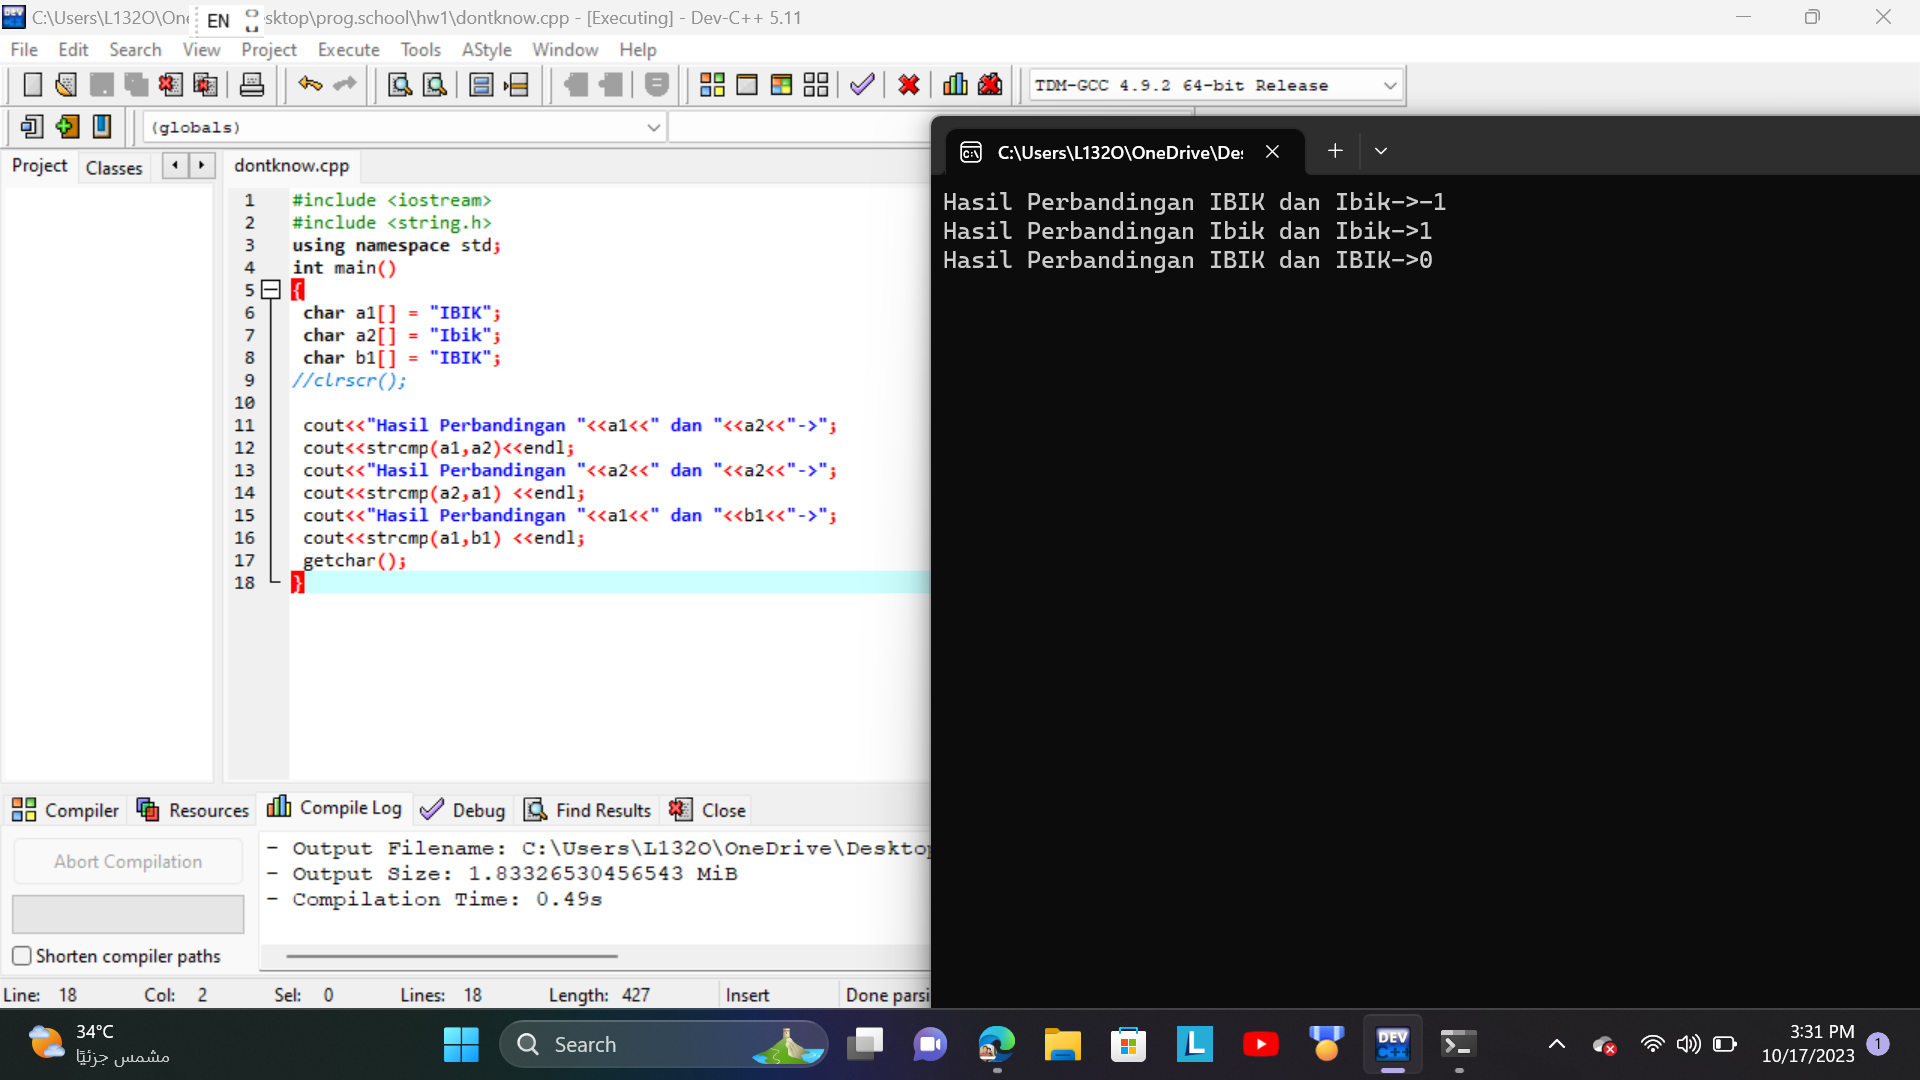 C:\Users\L132O\One sktop\prog.school\hw1\dontknow.cpp - [Executing] - Dev-C++ 5.11
EN
File Edit Search View Project Execute Tools AStyle Window Help
TDM-GCC 4.9.2 64-bit Release
(globals)
Project Classes
dontknow.cpp
1 #include <iostream>
2 #include <string.h>
3 using namespace std;
4 int main()
5 {
6 char a1[] = "IBIK";
7 char a2[] = "Ibik";
8 char b1[] = "IBIK";
9 //clrscr();
10
11 cout<<"Hasil Perbandingan "<<a1<<" dan "<<a2<<"->";
12 cout<<strcmp(a1,a2)<<endl;
13 cout<<"Hasil Perbandingan "<<a2<<" dan "<<a2<<"->";
14 cout<<strcmp(a2,a1) <<endl;
15 cout<<"Hasil Perbandingan "<<a1<<" dan "<<b1<<"->";
16 cout<<strcmp(a1,b1) <<endl;
17 getchar();
18 }
C:\Users\L132O\OneDrive\De
Hasil Perbandingan IBIK dan Ibik->-1
Hasil Perbandingan Ibik dan Ibik->1
Hasil Perbandingan IBIK dan IBIK->0
Compiler Resources Compile Log Debug Find Results Close
Abort Compilation
Shorten compiler paths
- Output Filename: C:\Users\L132O\OneDrive\Desktop
- Output Size: 1.83326530456543 MiB
- Compilation Time: 0.49s
Line: 18 Col: 2 Sel: 0 Lines: 18 Length: 427 Insert Done parsi
34°C
مشمس جزئيًا
Search
L
DEV
C++
3:31 PM
10/17/2023
1